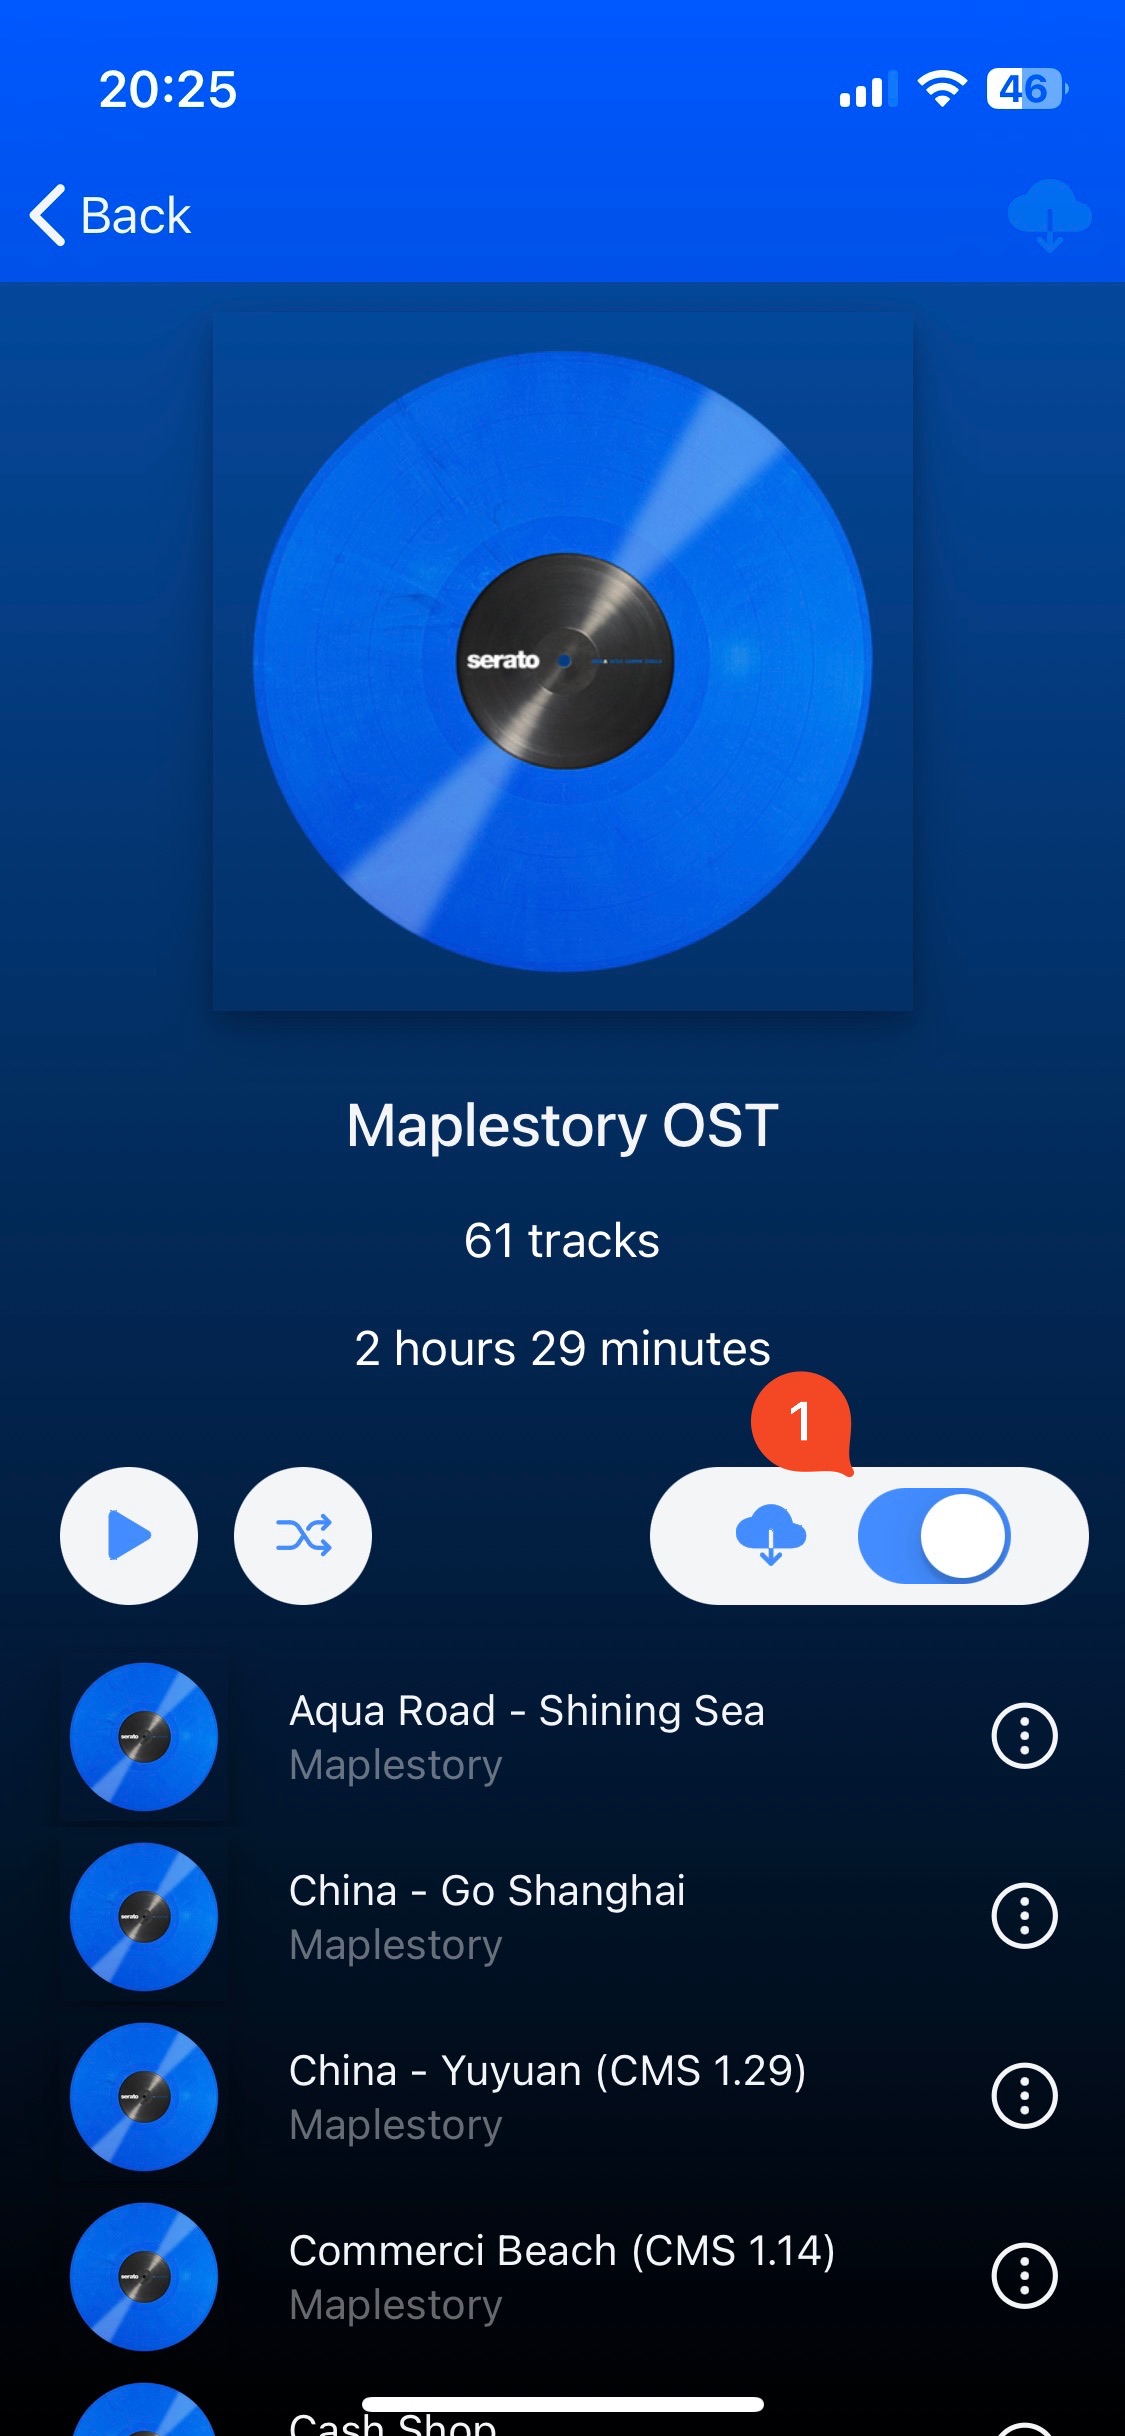 20:25
46
Back
serato
Maplestory OST
61 tracks
2 hours 29 minutes
1
Aqua Road - Shining Sea
Maplestory
China - Go Shanghai
Maplestory
China - Yuyuan (CMS 1.29)
Maplestory
Commerci Beach (CMS 1.14)
Maplestory
Cash Shop